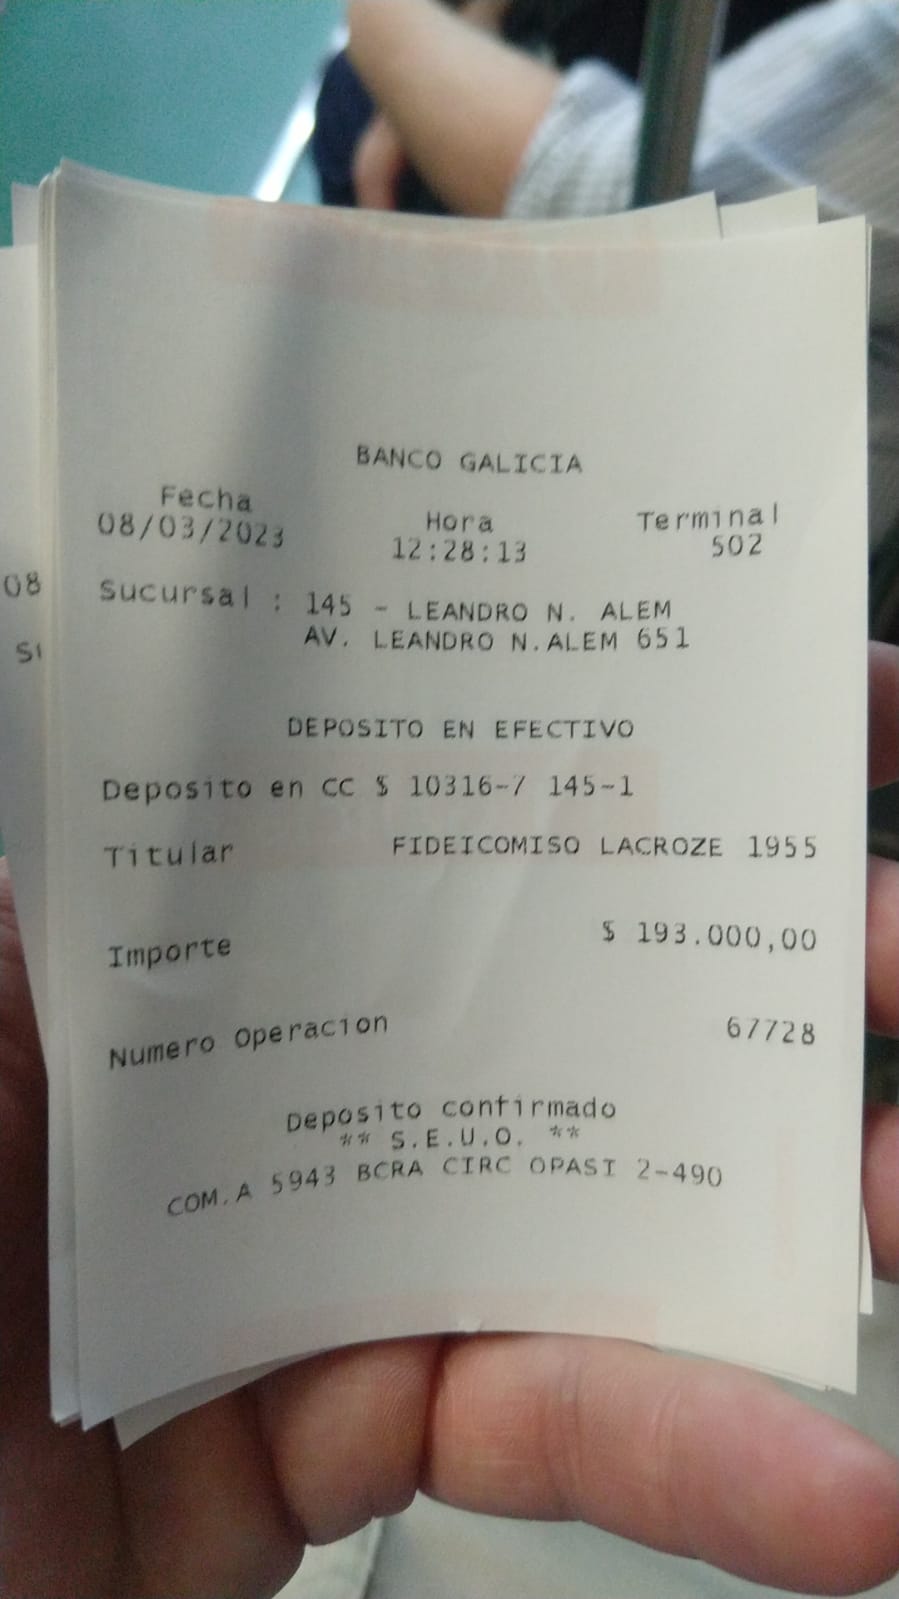 BANCO GALICIA
Fecha Hora Terminal
08/03/2023 12:28:13 502
Sucursal : 145 - LEANDRO N. ALEM
AV. LEANDRO N.ALEM 651
DEPOSITO EN EFECTIVO
Deposito en CC $ 10316-7 145-1
Titular FIDEICOMISO LACROZE 1955
Importe $ 193.000,00
Numero Operacion 67728
Deposito confirmado
** S.E.U.O. **
COM.A 5943 BCRA CIRC OPASI 2-490
08